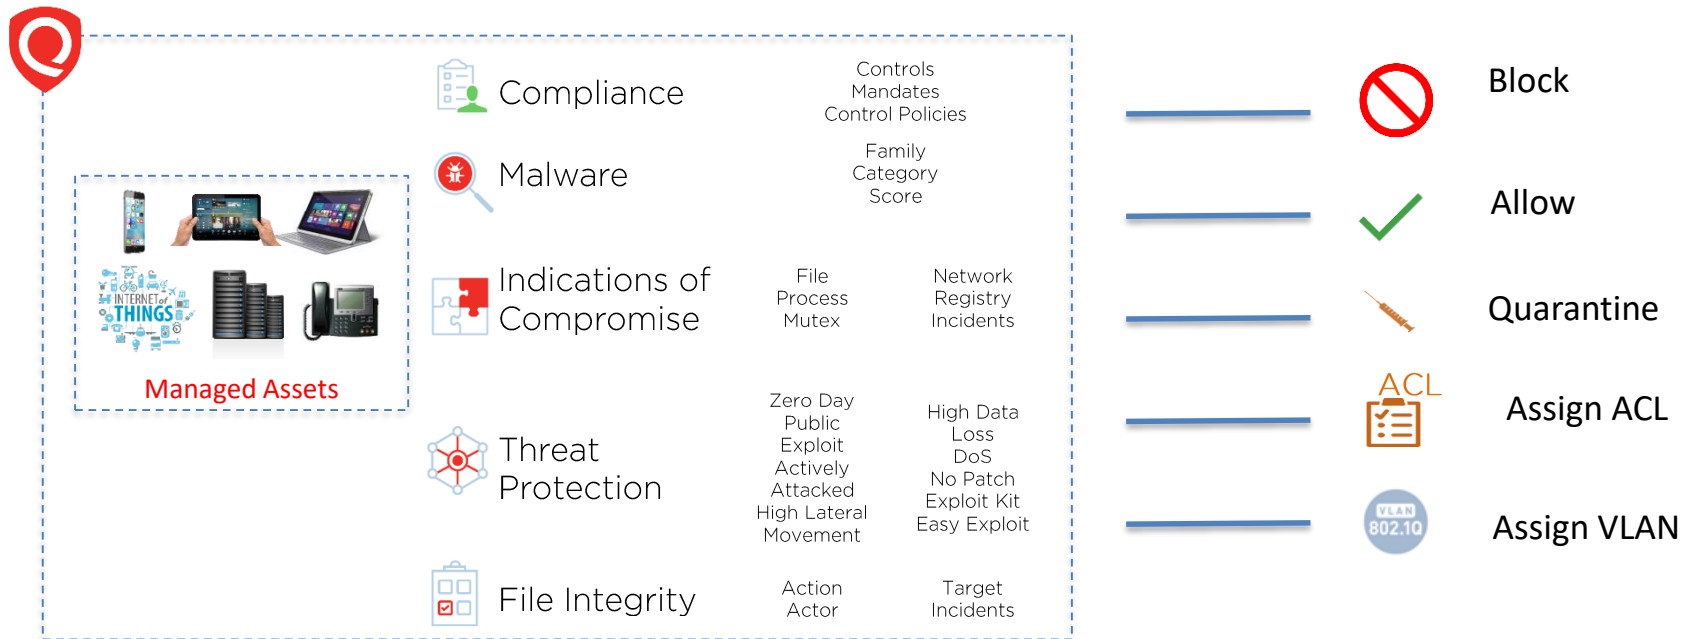 Compliance
Controls
Mandates
Control Policies
Malware
Family
Category
Score
INTERNET of
THINGS
Managed Assets
Indications of
Compromise
File
Process
Mutex
Network
Registry
Incidents
Threat
Protection
Zero Day
Public
Exploit
Actively
Attacked
High Lateral
Movement
High Data
Loss
DoS
No Patch
Exploit Kit
Easy Exploit
File Integrity
Action
Actor
Target
Incidents
Block
Allow
Quarantine
ACL
Assign ACL
VLAN
802.1Q
Assign VLAN